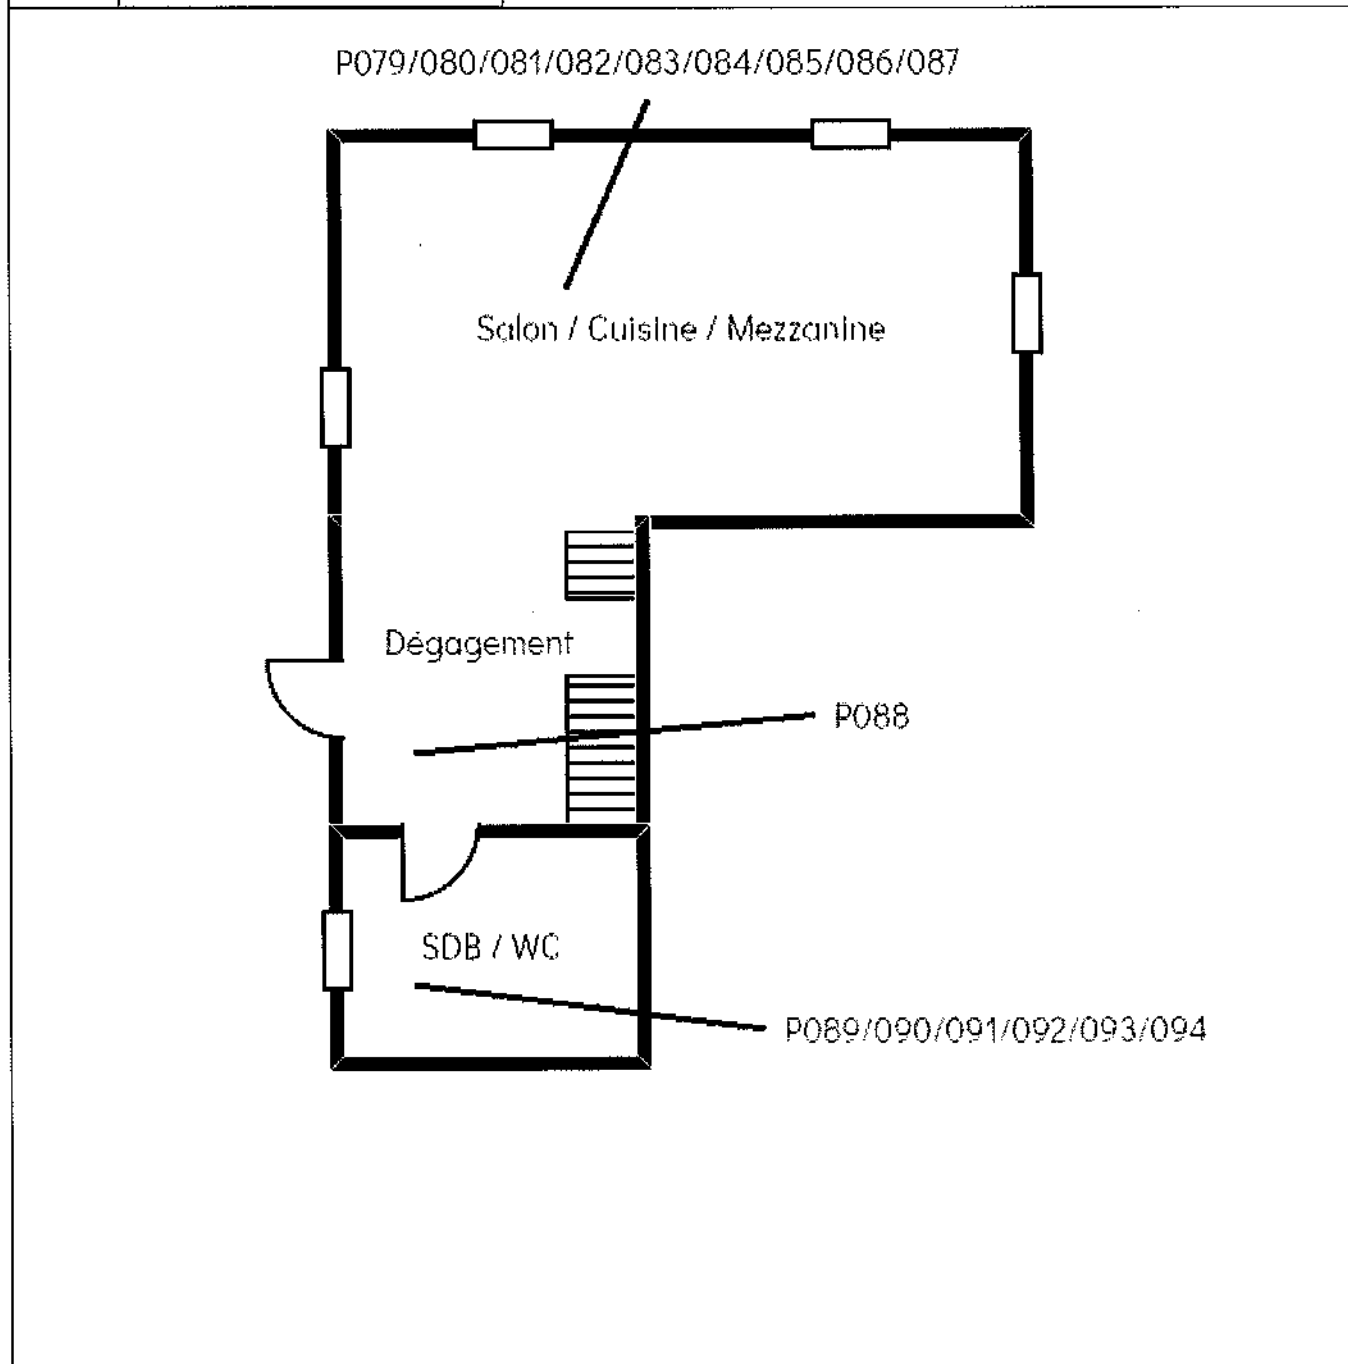 P079/080/081/082/083/084/085/086/087
Salon / Cuisine / Mezzanine
Dégagement
P088
SDB / WC
P089/090/091/092/093/094